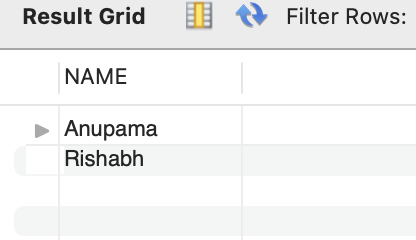 Result Grid Filter Rows:
NAME
Anupama
Rishabh